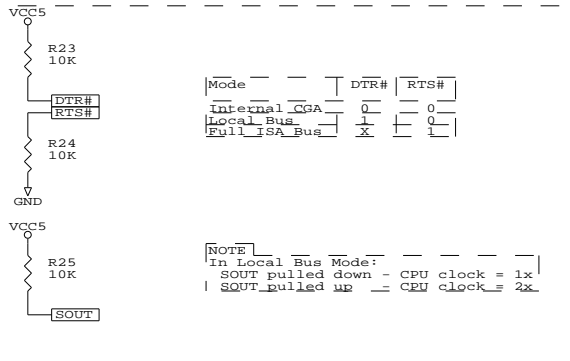 VCC5
R23
10K
DTR#
RTS#
R24
10K
GND
Mode DTR# RTS#
Internal CGA 0 0
Local Bus 1 0
Full ISA Bus X 1
VCC5
R25
10K
SOUT
NOTE
In Local Bus Mode:
SOUT pulled down - CPU clock = 1x
SOUT pulled up - CPU clock = 2x